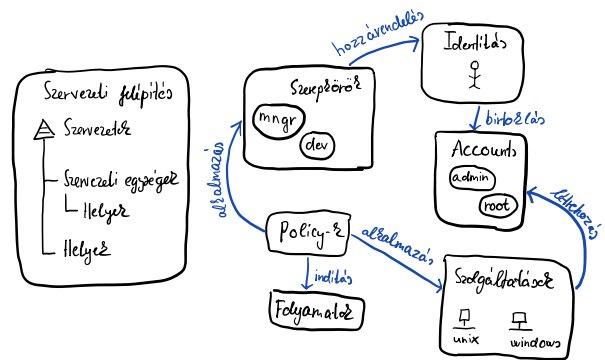 Szervezeti felépítés
Szervezetek
Szervezeti egységek
Helyek
Helyek
Szerepkörök
mngr
dev
hozzárendelés
Identitás
birtoklás
Accounts
admin
root
alkalmazás
Policy-k
alkalmazás
indítás
Folyamatok
létrehozás
Szolgáltatások
unix
windows